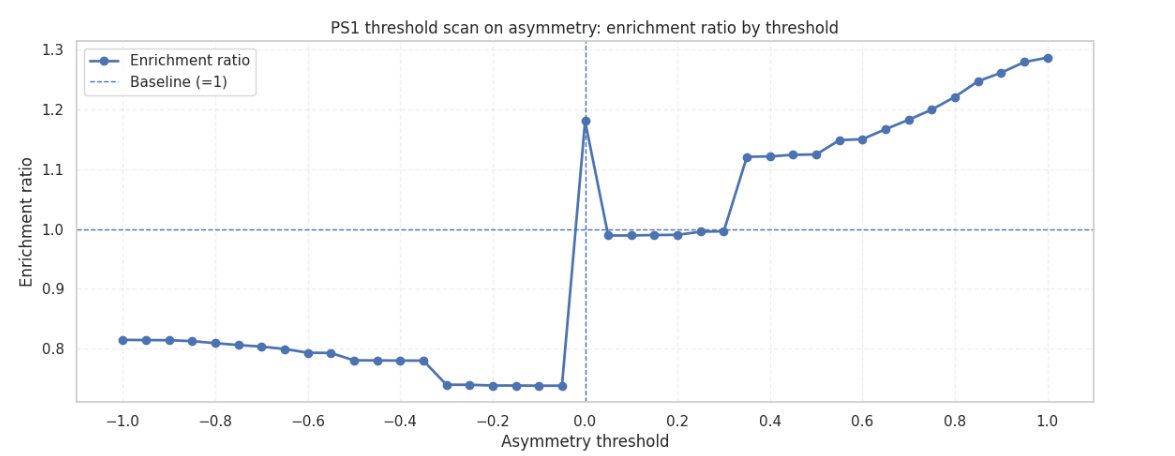 PS1 threshold scan on asymmetry: enrichment ratio by threshold
Enrichment ratio
Baseline (=1)
Enrichment ratio
1.3
1.2
1.1
1.0
0.9
0.8
−1.0 −0.8 −0.6 −0.4 −0.2 0.0 0.2 0.4 0.6 0.8 1.0
Asymmetry threshold